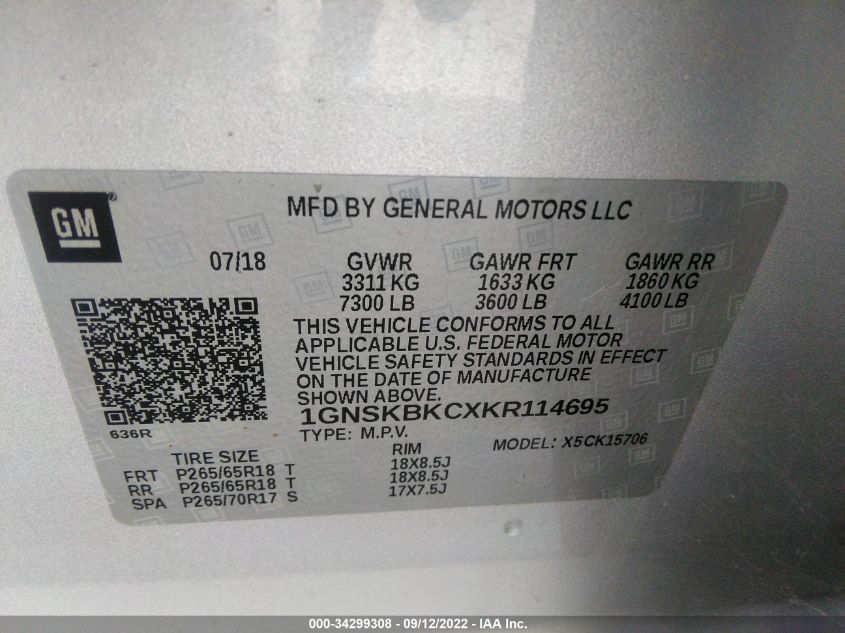 GM
MFD BY GENERAL MOTORS LLC
07/18 GVWR GAWR FRT GAWR RR
3311 KG 1633 KG 1860 KG
7300 LB 3600 LB 4100 LB
THIS VEHICLE CONFORMS TO ALL
APPLICABLE U.S. FEDERAL MOTOR
VEHICLE SAFETY STANDARDS IN EFFECT
ON THE DATE OF MANUFACTURE
SHOWN ABOVE.
1GNSKBKCXKR114695
636R
TYPE: M.P.V. MODEL: X5CK15706
TIRE SIZE RIM
FRT P265/65R18 T 18X8.5J
RR P265/65R18 T 18X8.5J
SPA P265/70R17 S 17X7.5J
000-34299308 - 09/12/2022 - IAA Inc.